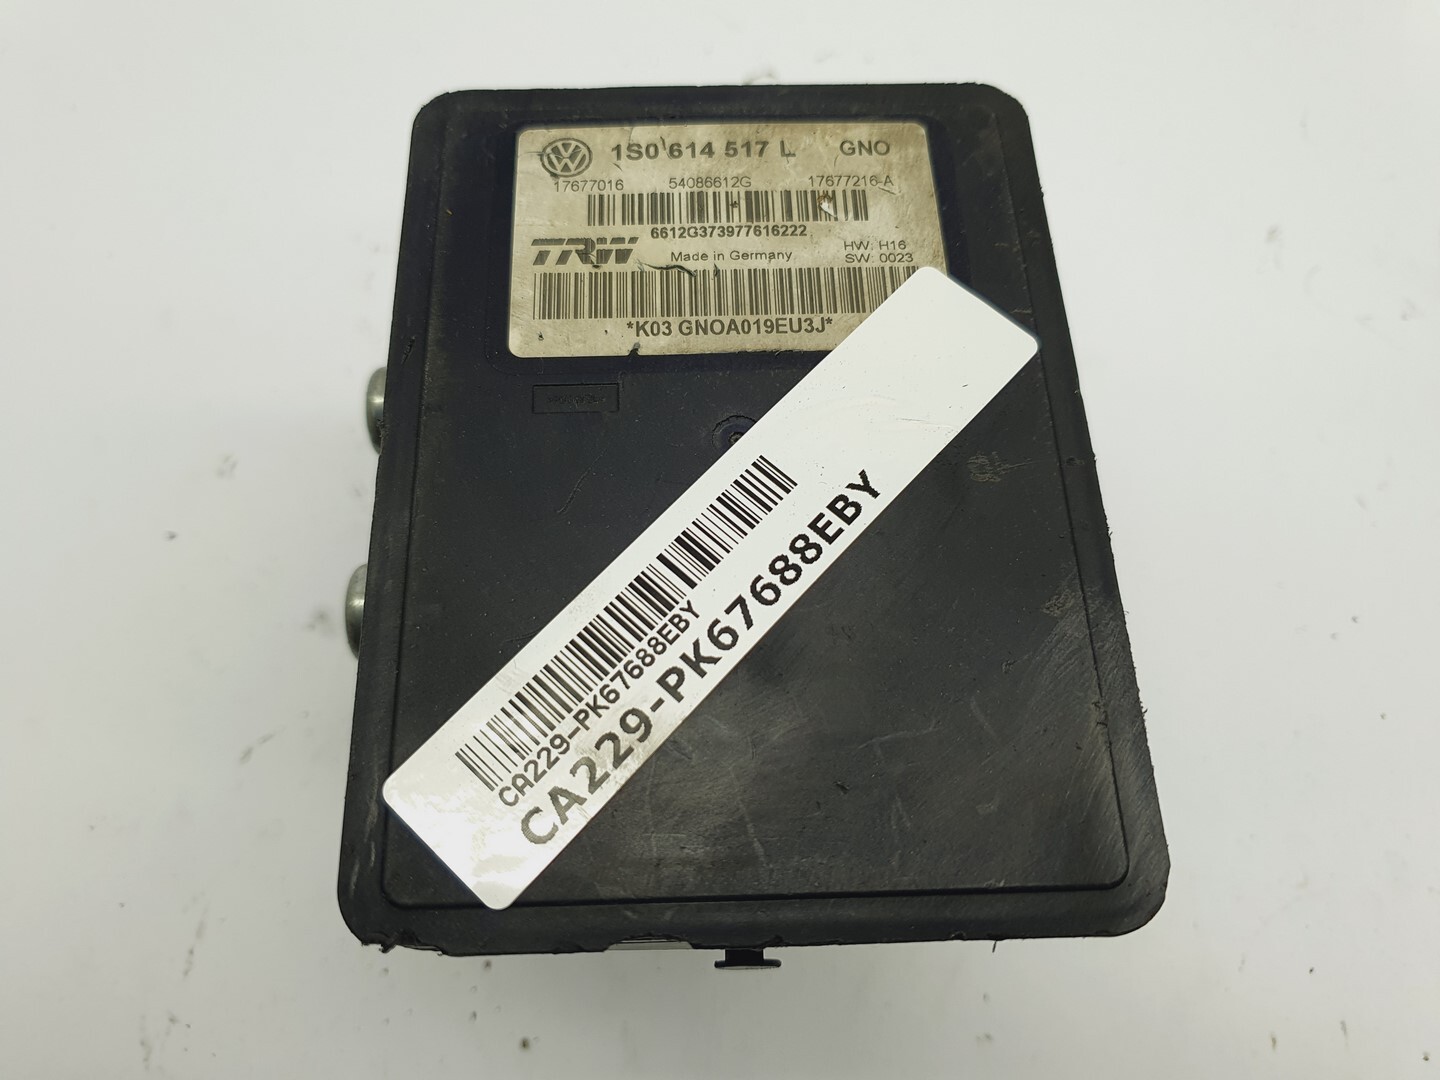 1S0 614 517 L GNO
17677016 54086612G 17677216-A
6612G373977616222
TRW Made in Germany HW: H16
SW: 0023
*K03 GNOA019EU3J*
CA229-PK67688EBY
CA229-PK67688EBY